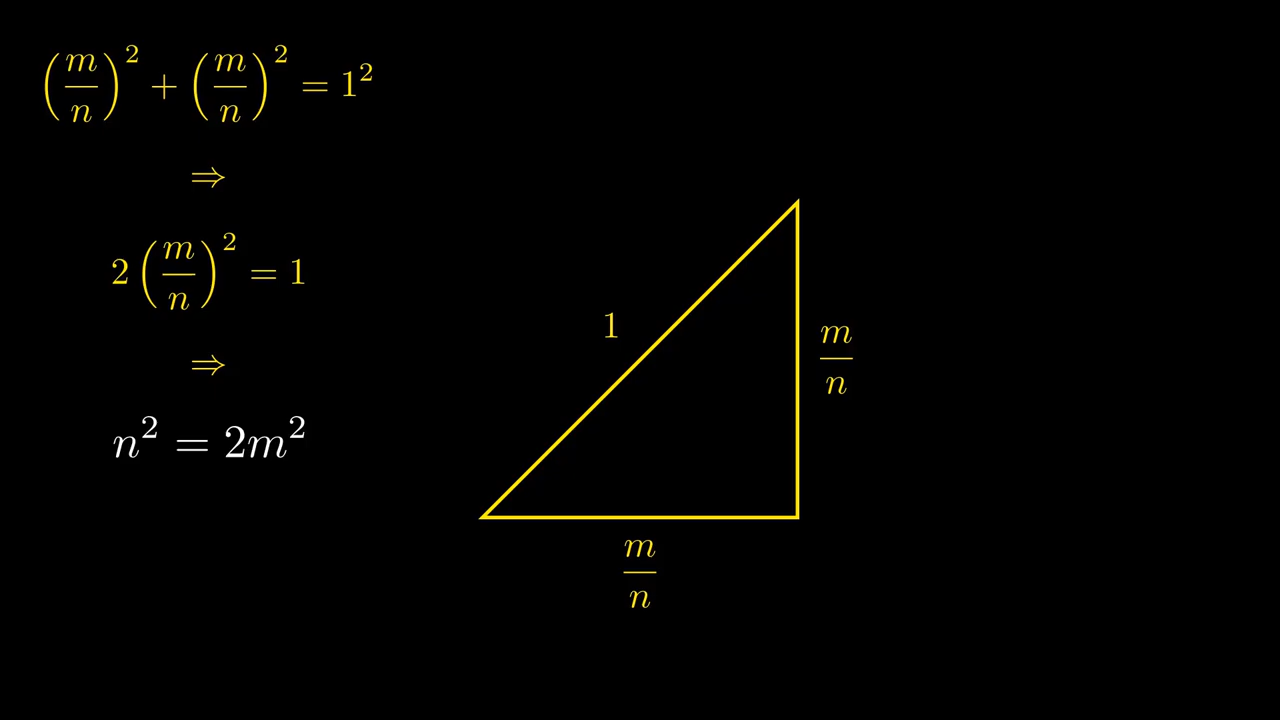 (m/n)² + (m/n)² = 1²
⇒
2(m/n)² = 1
⇒
n² = 2m²
1
m/n
m/n